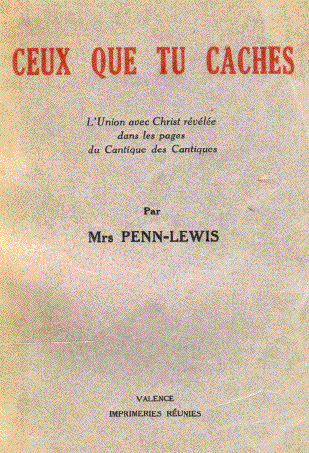 CEUX QUE TU CACHES
L'Union avec Christ révélée
dans les pages
du Cantique des Cantiques
Par
Mrs PENN-LEWIS
VALENCE
IMPRIMERIES RÉUNIES